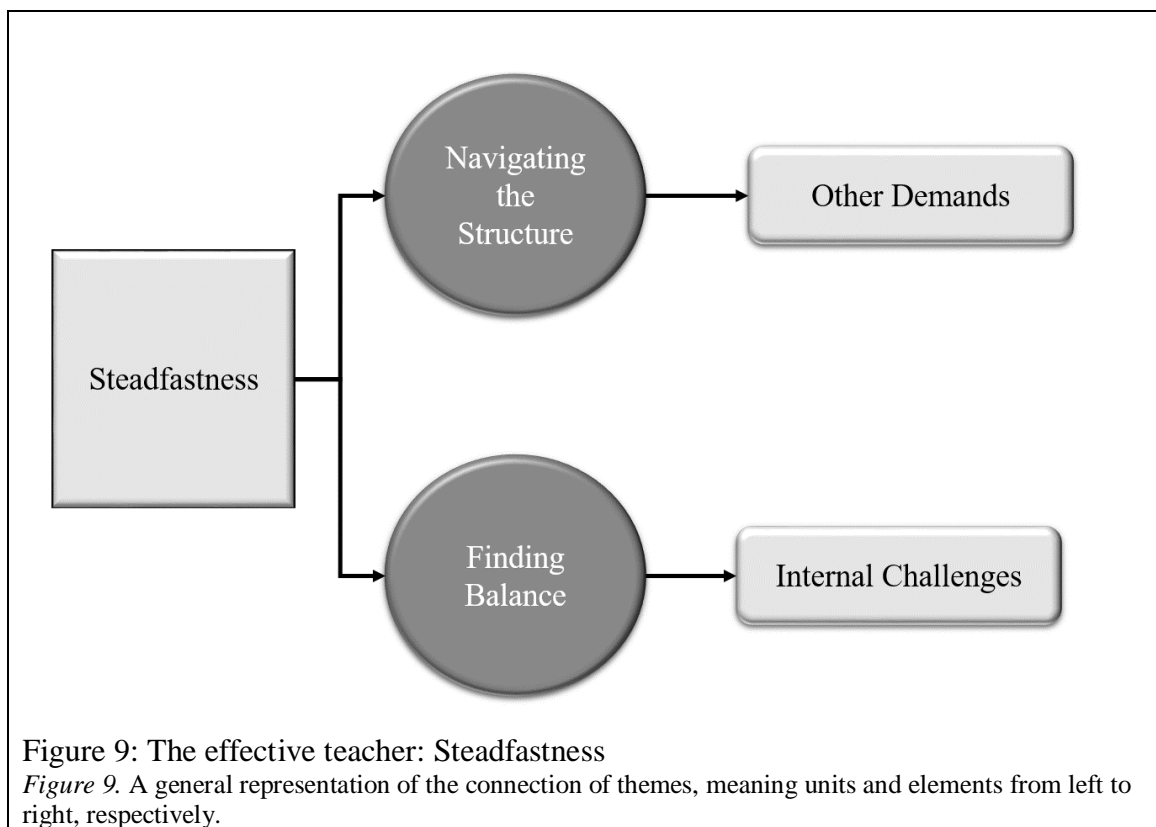 Navigating
the
Structure
Other Demands
Steadfastness
Finding
Balance
Internal Challenges
Figure 9: The effective teacher: Steadfastness
Figure 9. A general representation of the connection of themes, meaning units and elements from left to
right, respectively.